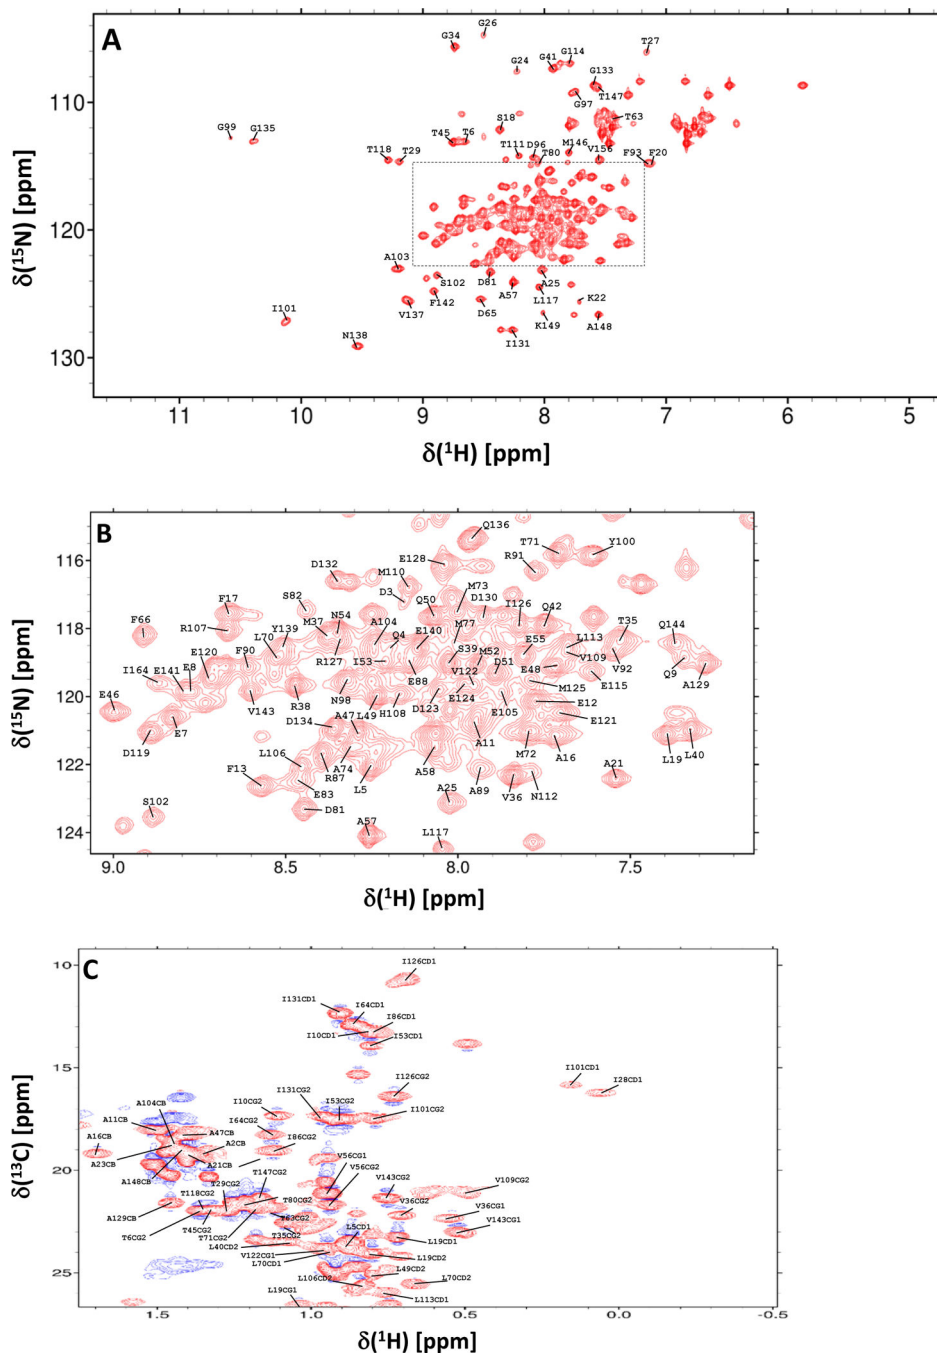 A
G26
G34
T27
G24
G41
G114
G133
T147
G97
T63
S18
G99
G135
T45
T6
T118
T29
T111
D96
M146
T80
V156
F93
F20
110
120
130
δ(¹⁵N) [ppm]
A103
S102
D81
A25
F142
A57
L117
K22
I101
V137
D65
K149
A148
N138
I131
11
10
9
8
7
6
5
δ(¹H) [ppm]
B
Q136
T71
Y100
E128
R91
M110
D132
M73
D3
D130
S82
F17
N54
Q50
I126
Q42
F66
M37
A104
M77
T35
R107
Y139
Q4
E140
S39
E55
L113
Q144
L70
M52
V109
E120
F90
R127
I53
V122
D51
E48
V92
I164
E141
E8
E88
M125
E115
Q9
A129
E46
V143
R38
N98
H108
D123
E124
E105
E12
D134
A47
L49
E121
D119
E7
A11
L106
A74
A58
M72
A16
L19
L40
F13
R87
L5
A89
A21
E83
V36
N112
S102
D81
A25
A57
L117
116
118
120
122
124
δ(¹⁵N) [ppm]
9.0
8.5
8.0
7.5
δ(¹H) [ppm]
C
I126CD1
I131CD1
I64CD1
I86CD1
I10CD1
I53CD1
I101CD1
I28CD1
I126CG2
I131CG2
A104CB
I10CG2
I53CG2
I101CG2
A11CB
I64CG2
A47CB
A16CB
A2CB
I86CG2
A23CB
A21CB
V56CG1
A148CB
T29CG2
T147CG2
V56CG2
V109CG2
T118CG2
T80CG2
V143CG2
A129CB
V36CG2
V36CG1
T6CG2
T63CG2
V143CG1
T45CG2
T71CG2
L5CD1
T35CG2
L19CD1
L40CD2
V122CG1
L19CD2
L70CD1
L49CD2
L106CD2
L70CD2
L19CG1
L113CD1
10
15
20
25
δ(¹³C) [ppm]
1.5
1.0
0.5
0.0
-0.5
δ(¹H) [ppm]